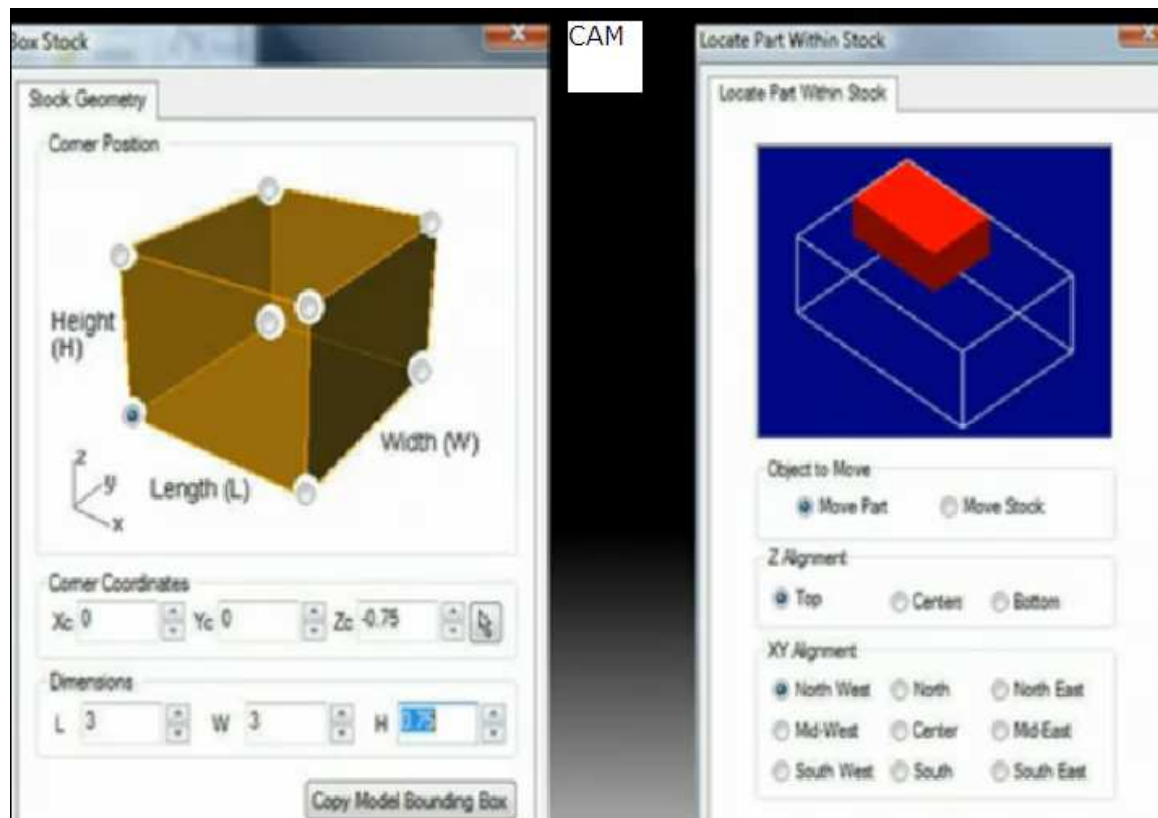 Box Stock
Stock Geometry
Corner Position
Height
(H)
Width (W)
Length (L)
z
y
x
Corner Coordinates
Xc 0 Yc 0 Zc -0.75
Dimensions
L 3 W 3 H 0.75
Copy Model Bounding Box
CAM
Locate Part Within Stock
Locate Part Within Stock
Object to Move
Move Part Move Stock
Z Alignment
Top Centers Bottom
XY Alignment
North West North North East
Mid-West Center Mid-East
South West South South East